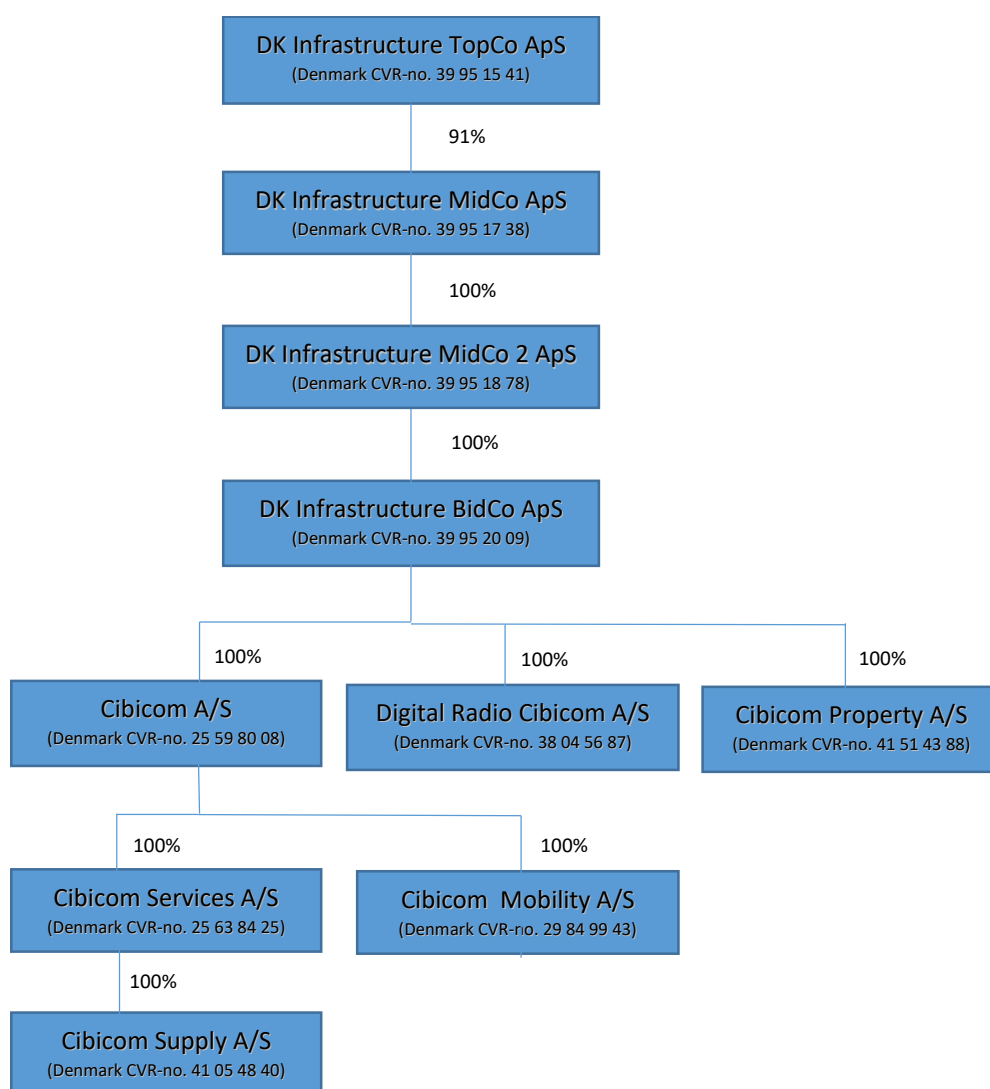 DK Infrastructure TopCo ApS
(Denmark CVR-no. 39 95 15 41)
91%
DK Infrastructure MidCo ApS
(Denmark CVR-no. 39 95 17 38)
100%
DK Infrastructure MidCo 2 ApS
(Denmark CVR-no. 39 95 18 78)
100%
DK Infrastructure BidCo ApS
(Denmark CVR-no. 39 95 20 09)
100%
100%
100%
Cibicom A/S
(Denmark CVR-no. 25 59 80 08)
Digital Radio Cibicom A/S
(Denmark CVR-no. 38 04 56 87)
Cibicom Property A/S
(Denmark CVR-no. 41 51 43 88)
100%
100%
Cibicom Services A/S
(Denmark CVR-no. 25 63 84 25)
Cibicom  Mobility A/S
(Denmark CVR-no. 29 84 99 43)
100%
Cibicom Supply A/S
(Denmark CVR-no. 41 05 48 40)